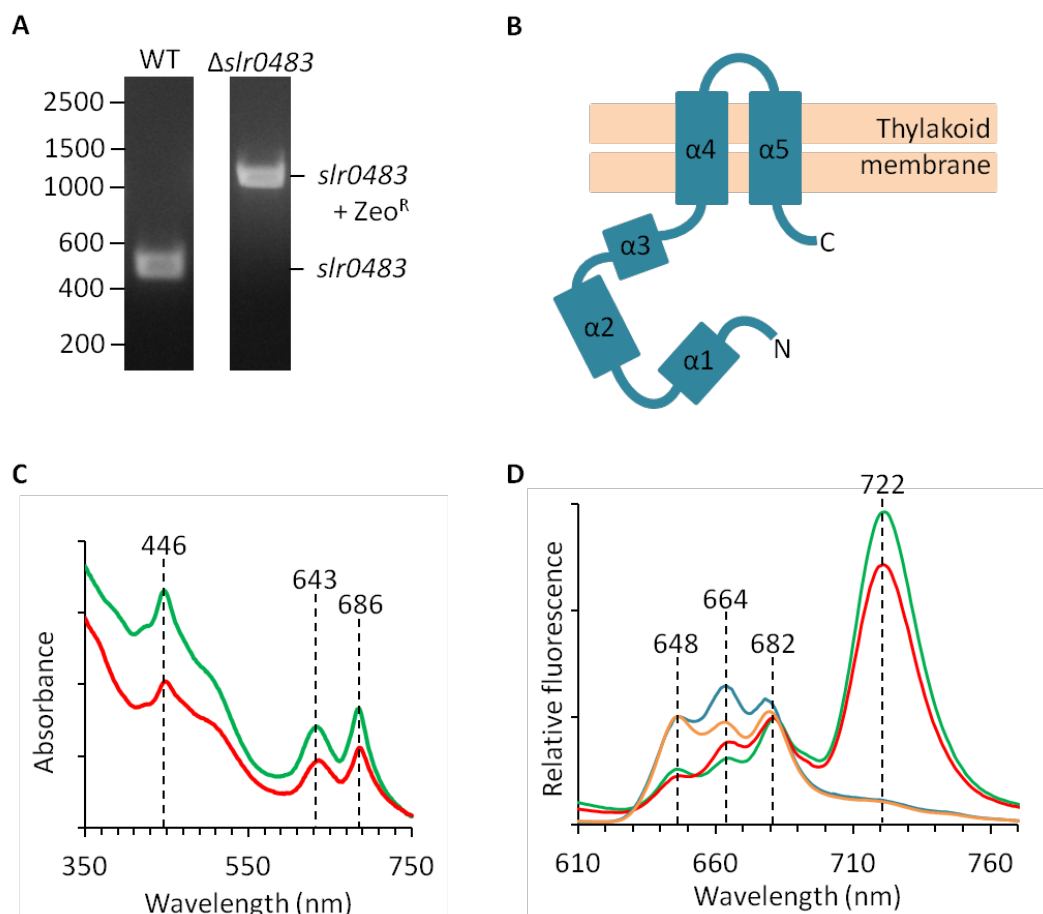 A
WT Δslr0483
2500
1500
1000
600
400
200
slr0483
+ Zeoᴿ
slr0483
B
Thylakoid
membrane
α4
α5
α3
C
α2
α1
N
C
446
643
686
Absorbance
350 550 750
Wavelength (nm)
D
722
664
648 682
Relative fluorescence
610 660 710 760
Wavelength (nm)